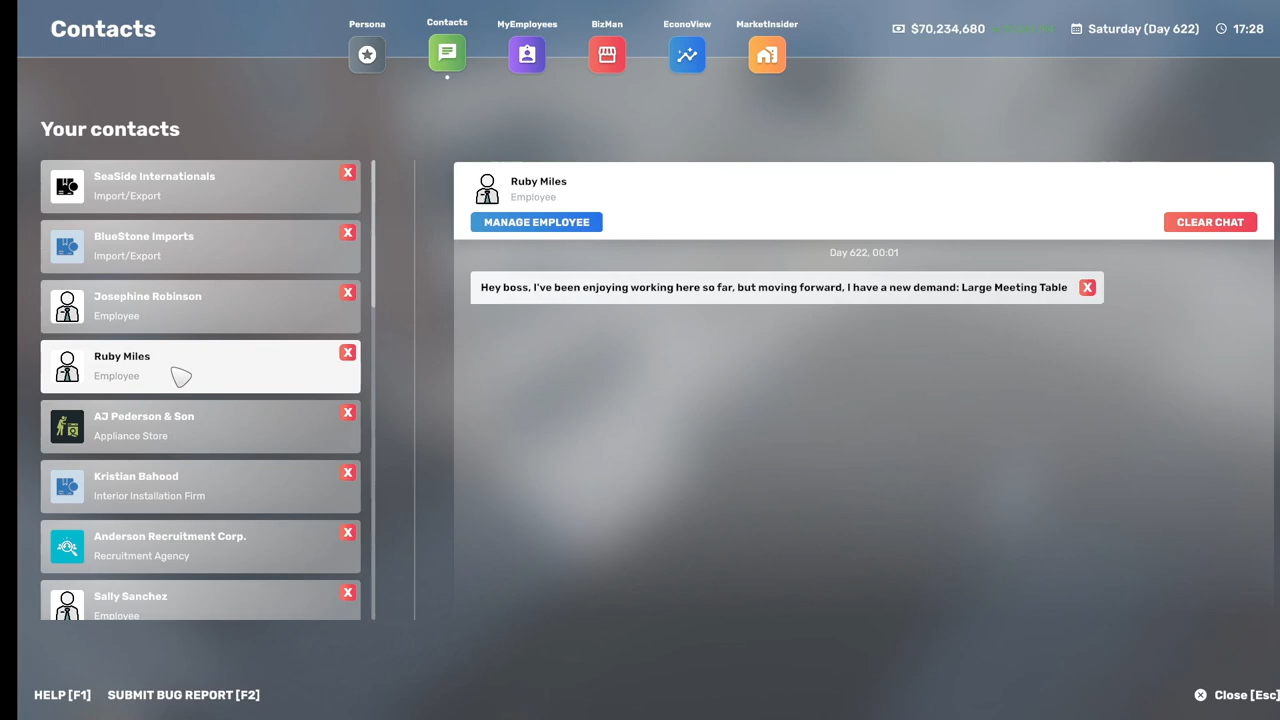 Contacts
Persona
Contacts
MyEmployees
BizMan
EconoView
MarketInsider
$70,234,680
Saturday (Day 622)
17:28
Your contacts
SeaSide Internationals
Import/Export
X
BlueStone Imports
Import/Export
X
Josephine Robinson
Employee
X
Ruby Miles
Employee
X
AJ Pederson & Son
Appliance Store
X
Kristian Bahood
Interior Installation Firm
X
Anderson Recruitment Corp.
Recruitment Agency
X
Sally Sanchez
Employee
X
Ruby Miles
Employee
MANAGE EMPLOYEE
CLEAR CHAT
Day 622, 00:01
Hey boss, I've been enjoying working here so far, but moving forward, I have a new demand: Large Meeting Table X
HELP [F1] SUBMIT BUG REPORT [F2]
Close [Esc]